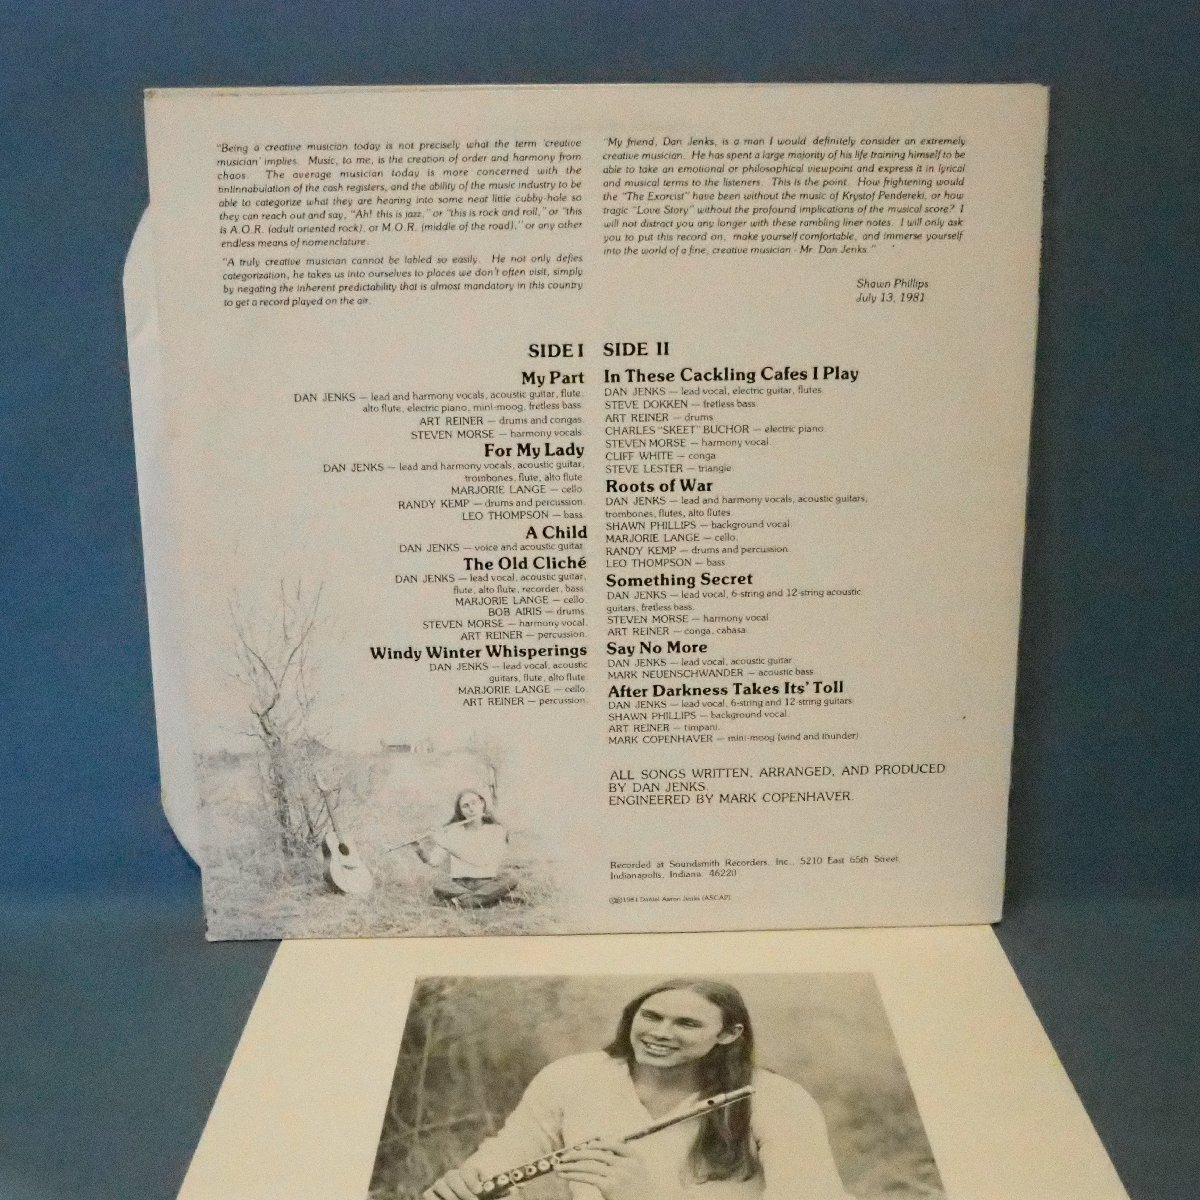 "Being a creative musician today is not precisely what the term 'creative
musician' implies. Music, to me, is the creation of order and harmony from
chaos. The average musician today is more concerned with the
tintinnabulation of the cash registers, and the ability of the music industry to be
able to categorize what they are hearing into some neat little cubby-hole so
they can reach out and say, "Ah! this is jazz," or "this is rock and roll," or "this
is A.O.R. (adult oriented rock), or M.O.R. (middle of the road)," or any other
endless means of nomenclature.
"A truly creative musician cannot be labled so easily. He not only defies
categorization, he takes us into ourselves to places we don't often visit, simply
by negating the inherent predictability that is almost mandatory in this country
to get a record played on the air.
"My friend, Dan Jenks, is a man I would definitely consider an extremely
creative musician. He has spent a large majority of his life training himself to be
able to take an emotional or philosophical viewpoint and express it in lyrical
and musical terms to the listeners. This is the point. How frightening would
the "The Exorcist" have been without the music of Krystof Pendereki, or how
tragic "Love Story" without the profound implications of the musical score? I
will not distract you any longer with these rambling liner notes. I will only ask
you to put this record on, make yourself comfortable, and immerse yourself
into the world of a fine, creative musician - Mr. Dan Jenks."
Shawn Phillips
July 13, 1981
SIDE I
My Part
DAN JENKS — lead and harmony vocals, acoustic guitar, flute,
alto flute, electric piano, mini-moog, fretless bass.
ART REINER — drums and congas.
STEVEN MORSE — harmony vocals.
For My Lady
DAN JENKS — lead and harmony vocals, acoustic guitar,
trombones, flute, alto flute.
MARJORIE LANGE — cello.
RANDY KEMP — drums and percussion.
LEO THOMPSON — bass.
A Child
DAN JENKS — voice and acoustic guitar.
The Old Cliché
DAN JENKS — lead vocal, acoustic guitar,
flute, alto flute, recorder, bass.
MARJORIE LANGE — cello.
BOB AIRIS — drums.
STEVEN MORSE — harmony vocal.
ART REINER — percussion.
Windy Winter Whisperings
DAN JENKS — lead vocal, acoustic
guitars, flute, alto flute.
MARJORIE LANGE — cello.
ART REINER — percussion.
SIDE II
In These Cackling Cafes I Play
DAN JENKS — lead vocal, electric guitar, flutes.
STEVE DOKKEN — fretless bass.
ART REINER — drums.
CHARLES "SKEET" BUCHOR — electric piano.
STEVEN MORSE — harmony vocal.
CLIFF WHITE — conga
STEVE LESTER — triangle
Roots of War
DAN JENKS — lead and harmony vocals, acoustic guitars,
trombones, flutes, alto flutes.
SHAWN PHILLIPS — background vocal
MARJORIE LANGE — cello.
RANDY KEMP — drums and percussion.
LEO THOMPSON — bass
Something Secret
DAN JENKS — lead vocal, 6-string and 12-string acoustic
guitars, fretless bass.
STEVEN MORSE — harmony vocal
ART REINER — conga, cabasa.
Say No More
DAN JENKS — lead vocal, acoustic guitar
MARK NEUENSCHWANDER — acoustic bass
After Darkness Takes Its' Toll
DAN JENKS — lead vocal, 6-string and 12 string guitars.
SHAWN PHILLIPS — background vocal.
ART REINER — timpani.
MARK COPENHAVER — mini-moog (wind and thunder)
ALL SONGS WRITTEN, ARRANGED, AND PRODUCED
BY DAN JENKS.
ENGINEERED BY MARK COPENHAVER.
Recorded at Soundsmith Recorders, Inc., 5210 East 65th Street
Indianapolis, Indiana 46220
©℗1981 Daniel Aaron Jenks (ASCAP)